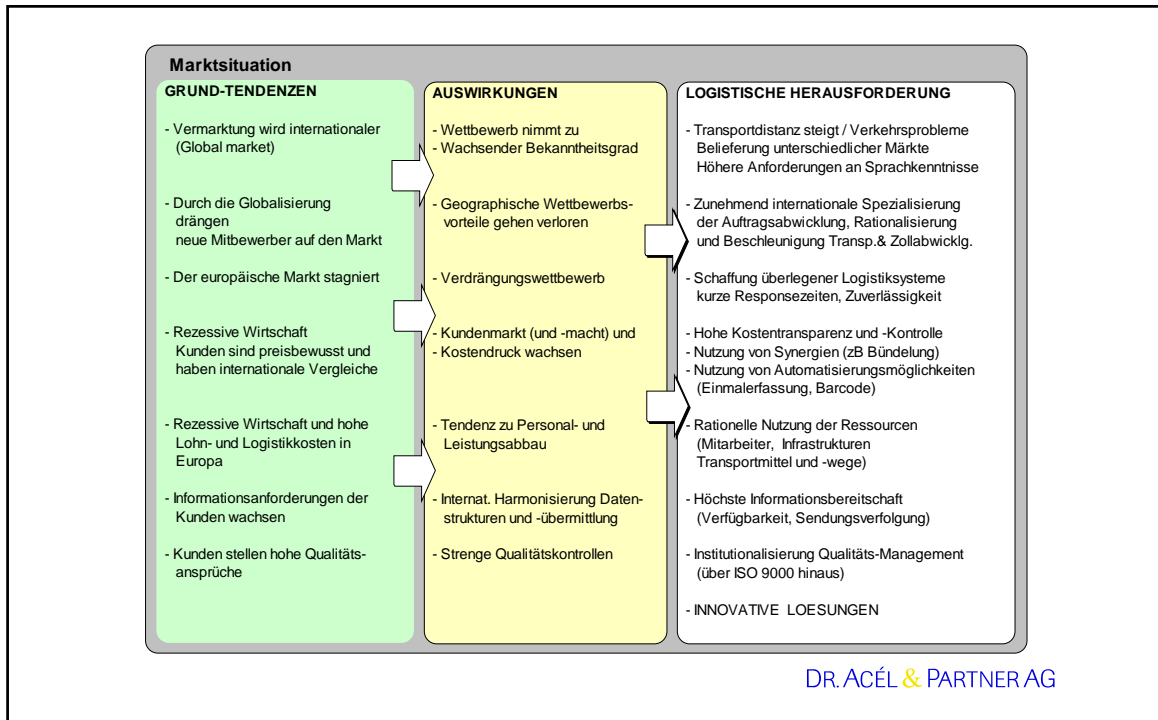 Marktsituation
GRUND-TENDENZEN
- Vermarktung wird internationaler
(Global market)
- Durch die Globalisierung
drängen
neue Mitbewerber auf den Markt
- Der europäische Markt stagniert
- Rezessive Wirtschaft
Kunden sind preisbewusst und
haben internationale Vergleiche
- Rezessive Wirtschaft und hohe
Lohn- und Logistikkosten in
Europa
- Informationsanforderungen der
Kunden wachsen
- Kunden stellen hohe Qualitäts-
ansprüche
AUSWIRKUNGEN
- Wettbewerb nimmt zu
- Wachsender Bekanntheitsgrad
- Geographische Wettbewerbs-
vorteile gehen verloren
- Verdrängungswettbewerb
- Kundenmarkt (und -macht) und
- Kostendruck wachsen
- Tendenz zu Personal- und
Leistungsabbau
- Internat. Harmonisierung Daten-
strukturen und -übermittlung
- Strenge Qualitätskontrollen
LOGISTISCHE HERAUSFORDERUNG
- Transportdistanz steigt / Verkehrsprobleme
Belieferung unterschiedlicher Märkte
Höhere Anforderungen an Sprachkenntnisse
- Zunehmend internationale Spezialisierung
der Auftragsabwicklung, Rationalisierung
und Beschleunigung Transp.& Zollabwicklg.
- Schaffung überlegener Logistiksysteme
kurze Responsezeiten, Zuverlässigkeit
- Hohe Kostentransparenz und -Kontrolle
- Nutzung von Synergien (zB Bündelung)
- Nutzung von Automatisierungsmöglichkeiten
(Einmalerfassung, Barcode)
- Rationelle Nutzung der Ressourcen
(Mitarbeiter, Infrastrukturen
Transportmittel und -wege)
- Höchste Informationsbereitschaft
(Verfügbarkeit, Sendungsverfolgung)
- Institutionalisierung Qualitäts-Management
(über ISO 9000 hinaus)
- INNOVATIVE LOESUNGEN
DR. ACÉL & PARTNER AG